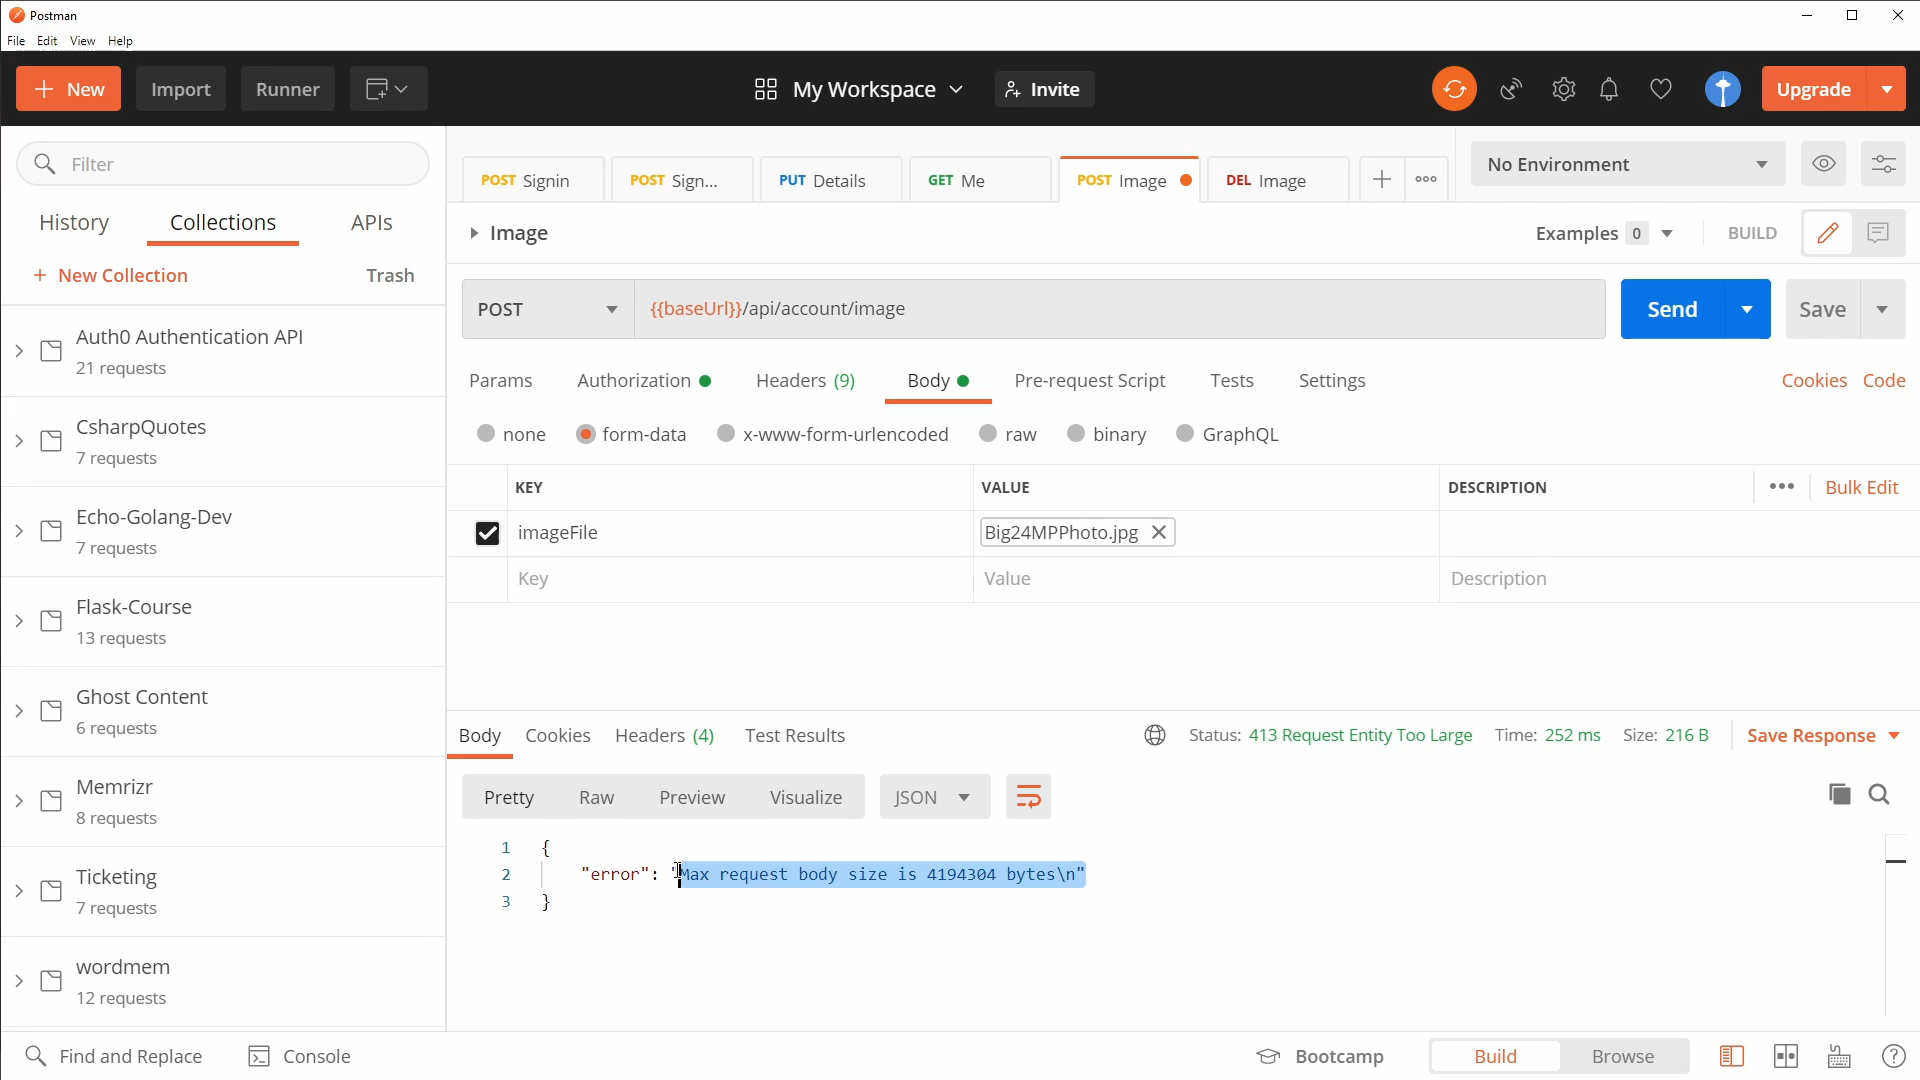 Postman
File Edit View Help
New Import Runner My Workspace Invite Upgrade
Filter
POST Signin POST Sign... PUT Details GET Me POST Image DEL Image No Environment
History Collections APIs
Image Examples 0 BUILD
+ New Collection Trash
POST {{baseUrl}}/api/account/image Send Save
Auth0 Authentication API
21 requests
Params Authorization Headers (9) Body Pre-request Script Tests Settings Cookies Code
CsharpQuotes
7 requests
none form-data x-www-form-urlencoded raw binary GraphQL
KEY VALUE DESCRIPTION Bulk Edit
Echo-Golang-Dev
7 requests
imageFile Big24MPPhoto.jpg
Key Value Description
Flask-Course
13 requests
Ghost Content
6 requests
Body Cookies Headers (4) Test Results Status: 413 Request Entity Too Large Time: 252 ms Size: 216 B Save Response
Memrizr
8 requests
Pretty Raw Preview Visualize JSON
1 {
2 "error": "Max request body size is 4194304 bytes\n"
3 }
Ticketing
7 requests
wordmem
12 requests
Find and Replace Console Bootcamp Build Browse